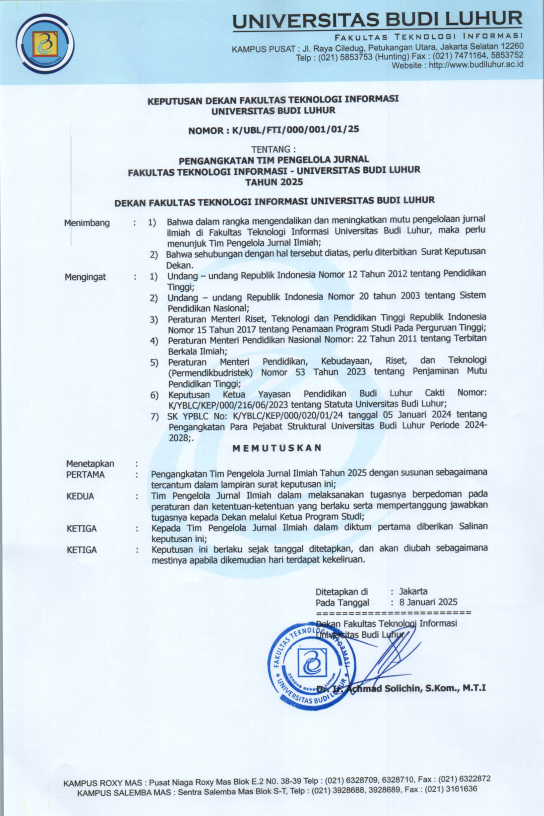 UNIVERSITAS BUDI LUHUR
FAKULTAS TEKNOLOGI INFORMASI
KAMPUS PUSAT : Jl. Raya Ciledug, Petukangan Utara, Jakarta Selatan 12260
Telp : (021) 5853753 (Hunting) Fax : (021) 7471164, 5853752
Website : http://www.budiluhur.ac.id
KEPUTUSAN DEKAN FAKULTAS TEKNOLOGI INFORMASI
UNIVERSITAS BUDI LUHUR
NOMOR : K/UBL/FTI/000/001/01/25
TENTANG :
PENGANGKATAN TIM PENGELOLA JURNAL
FAKULTAS TEKNOLOGI INFORMASI - UNIVERSITAS BUDI LUHUR
TAHUN 2025
DEKAN FAKULTAS TEKNOLOGI INFORMASI UNIVERSITAS BUDI LUHUR
Menimbang : 1) Bahwa dalam rangka mengendalikan dan meningkatkan mutu pengelolaan jurnal
ilmiah di Fakultas Teknologi Informasi Universitas Budi Luhur, maka perlu
menunjuk Tim Pengelola Jurnal Ilmiah;
2) Bahwa sehubungan dengan hal tersebut diatas, perlu diterbitkan Surat Keputusan
Dekan.
Mengingat : 1) Undang – undang Republik Indonesia Nomor 12 Tahun 2012 tentang Pendidikan
Tinggi;
2) Undang – undang Republik Indonesia Nomor 20 tahun 2003 tentang Sistem
Pendidikan Nasional;
3) Peraturan Menteri Riset, Teknologi dan Pendidikan Tinggi Republik Indonesia
Nomor 15 Tahun 2017 tentang Penamaan Program Studi Pada Perguruan Tinggi;
4) Peraturan Menteri Pendidikan Nasional Nomor: 22 Tahun 2011 tentang Terbitan
Berkala Ilmiah;
5) Peraturan Menteri Pendidikan, Kebudayaan, Riset, dan Teknologi
(Permendikbudristek) Nomor 53 Tahun 2023 tentang Penjaminan Mutu
Pendidikan Tinggi;
6) Keputusan Ketua Yayasan Pendidikan Budi Luhur Cakti Nomor:
K/YBLC/KEP/000/216/06/2023 tentang Statuta Universitas Budi Luhur;
7) SK YPBLC No: K/YBLC/KEP/000/020/01/24 tanggal 05 Januari 2024 tentang
Pengangkatan Para Pejabat Struktural Universitas Budi Luhur Periode 2024-
2028;.
M E M U T U S K A N
Menetapkan :
PERTAMA : Pengangkatan Tim Pengelola Jurnal Ilmiah Tahun 2025 dengan susunan sebagaimana
tercantum dalam lampiran surat keputusan ini;
KEDUA : Tim Pengelola Jurnal Ilmiah dalam melaksanakan tugasnya berpedoman pada
peraturan dan ketentuan-ketentuan yang berlaku serta mempertanggung jawabkan
tugasnya kepada Dekan melalui Ketua Program Studi;
KETIGA : Kepada Tim Pengelola Jurnal Ilmiah dalam diktum pertama diberikan Salinan
keputusan ini;
KETIGA : Keputusan ini berlaku sejak tanggal ditetapkan, dan akan diubah sebagaimana
mestinya apabila dikemudian hari terdapat kekeliruan.
Ditetapkan di : Jakarta
Pada Tanggal : 8 Januari 2025
========================
Dekan Fakultas Teknologi Informasi
Universitas Budi Luhur
FAKULTAS TEKNOLOGI INFORMASI
UNIVERSITAS BUDI LUHUR
Dr. Ir. Achmad Solichin, S.Kom., M.T.I
KAMPUS ROXY MAS : Pusat Niaga Roxy Mas Blok E.2 N0. 38-39 Telp : (021) 6328709, 6328710, Fax : (021) 6322872
KAMPUS SALEMBA MAS : Sentra Salemba Mas Blok S-T, Telp : (021) 3928688, 3928689, Fax : (021) 3161636